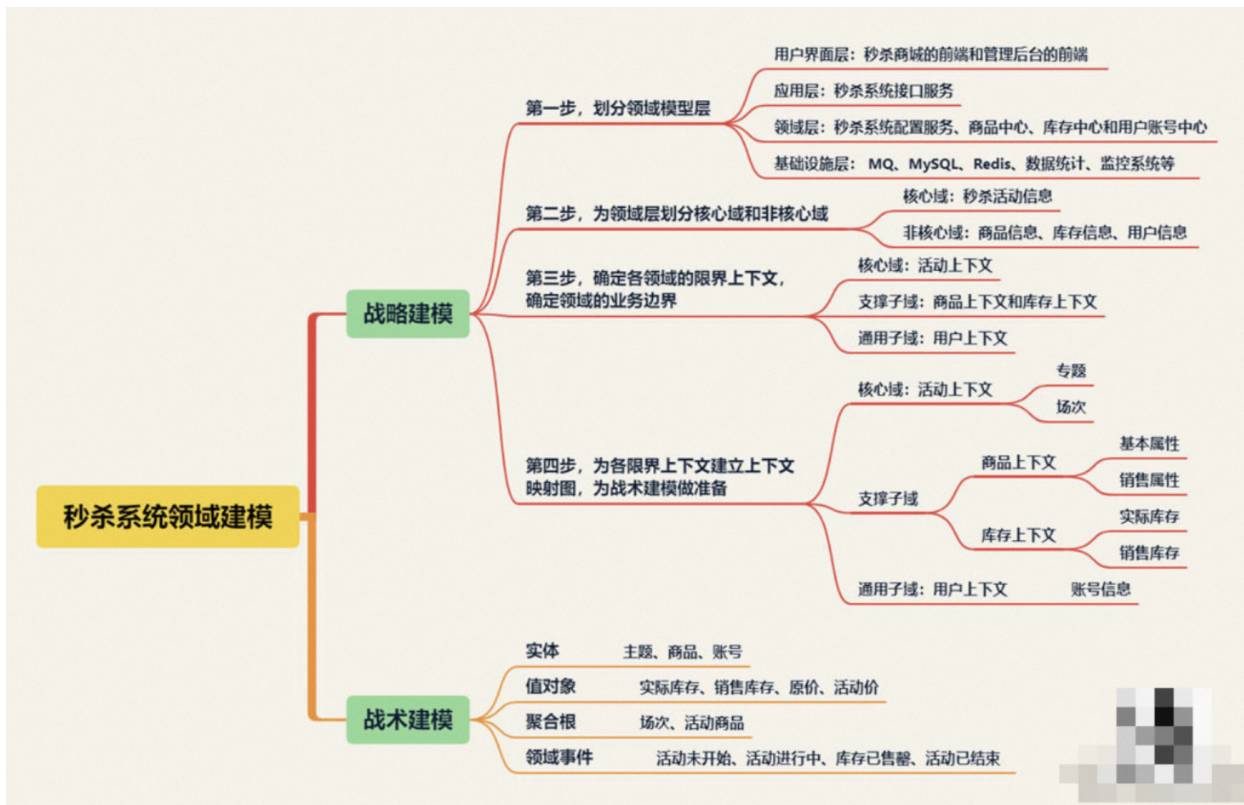 秒杀系统领域建模
战略建模
第一步，划分领域模型层
用户界面层：秒杀商城的前端和管理后台的前端
应用层：秒杀系统接口服务
领域层：秒杀系统配置服务、商品中心、库存中心和用户账号中心
基础设施层： MQ、MySQL、Redis、数据统计、监控系统等
第二步，为领域层划分核心域和非核心域
核心域：秒杀活动信息
非核心域：商品信息、库存信息、用户信息
第三步，确定各领域的限界上下文，
确定领域的业务边界
核心域：活动上下文
支撑子域：商品上下文和库存上下文
通用子域：用户上下文
第四步，为各限界上下文建立上下文
映射图，为战术建模做准备
核心域：活动上下文
专题
场次
支撑子域
商品上下文
基本属性
销售属性
库存上下文
实际库存
销售库存
通用子域：用户上下文
账号信息
战术建模
实体
主题、商品、账号
值对象
实际库存、销售库存、原价、活动价
聚合根
场次、活动商品
领域事件
活动未开始、活动进行中、库存已售罄、活动已结束